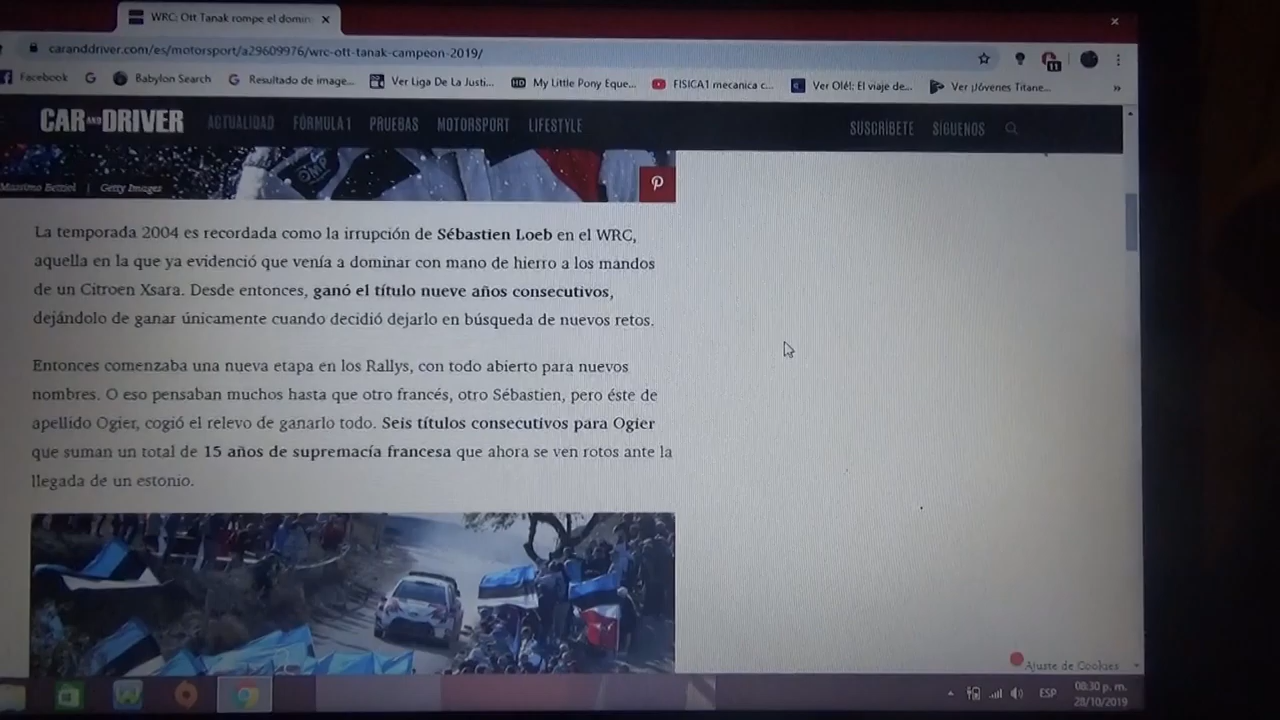 WRC: Ott Tanak rompe el domin
caranddriver.com/es/motorsport/a29609976/wrc-ott-tanak-campeon-2019/
11
Facebook
Babylon Search
Resultado de image...
Ver Liga De La Justi...
HD
My Little Pony Eque...
FISICA1 mecanica c...
Ver Olé!: El viaje de...
Ver ¡Jóvenes Titane...
»
CAR AND DRIVER
ACTUALIDAD FÓRMULA 1 PRUEBAS MOTORSPORT LIFESTYLE
SUSCRÍBETE SÍGUENOS
OMP
Massimo Bettiol | Getty Images
La temporada 2004 es recordada como la irrupción de Sébastien Loeb en el WRC,
aquella en la que ya evidenció que venía a dominar con mano de hierro a los mandos
de un Citroen Xsara. Desde entonces, ganó el título nueve años consecutivos,
dejándolo de ganar únicamente cuando decidió dejarlo en búsqueda de nuevos retos.
Entonces comenzaba una nueva etapa en los Rallys, con todo abierto para nuevos
nombres. O eso pensaban muchos hasta que otro francés, otro Sébastien, pero éste de
apellido Ogier, cogió el relevo de ganarlo todo. Seis títulos consecutivos para Ogier
que suman un total de 15 años de supremacía francesa que ahora se ven rotos ante la
llegada de un estonio.
Ajuste de Cookies
ESP
08:30 p. m.
28/10/2019